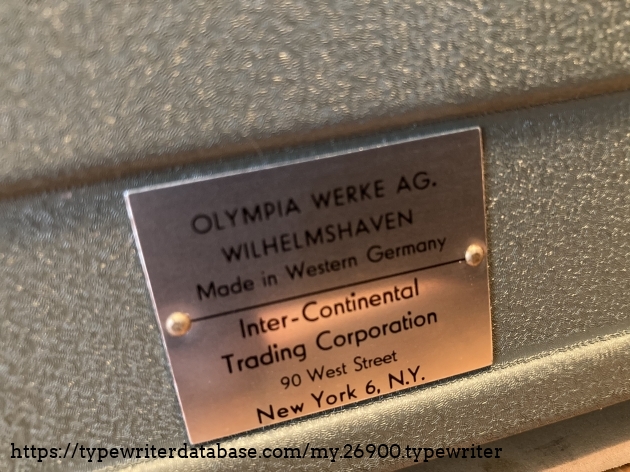 OLYMPIA WERKE AG.
WILHELMSHAVEN
Made in Western Germany
Inter-Continental
Trading Corporation
90 West Street
New York 6, N.Y.
https://typewriterdatabase.com/my.26900.typewriter